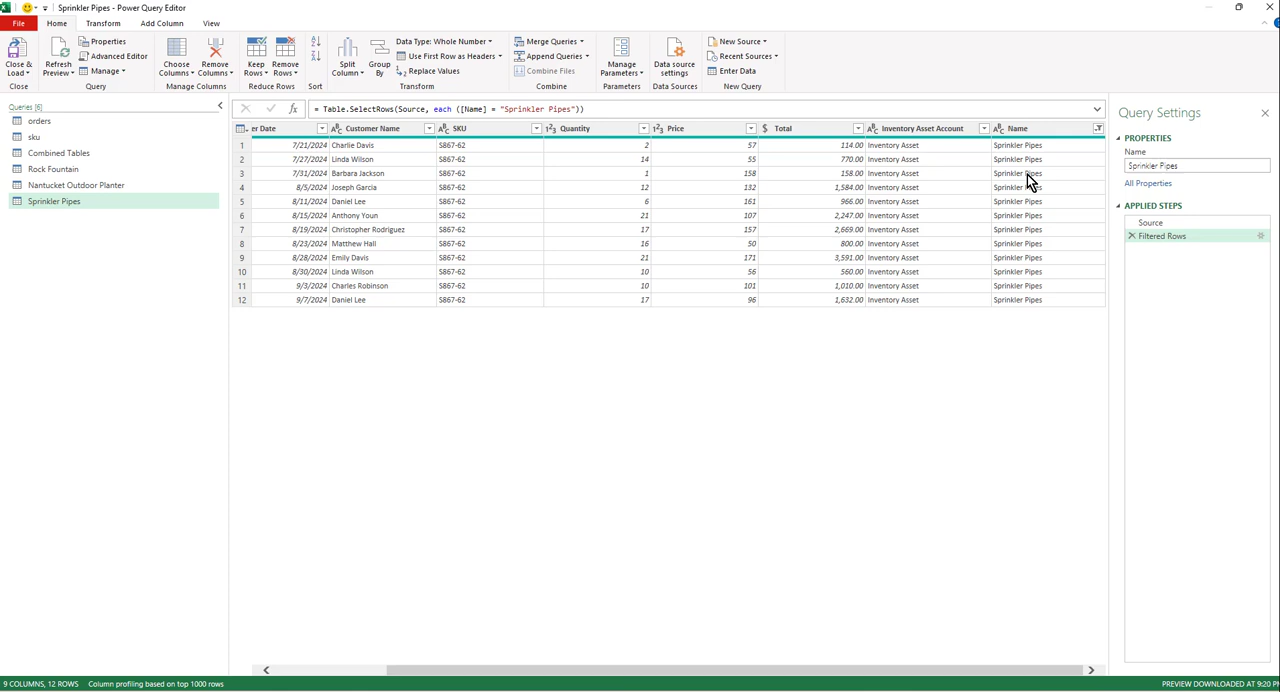 Sprinkler Pipes - Power Query Editor
File Home Transform Add Column View
Close & Load
Refresh Preview
Properties
Advanced Editor
Manage
Choose Columns
Remove Columns
Keep Rows
Remove Rows
Split Column
Group By
Data Type: Whole Number
Use First Row as Headers
Replace Values
Merge Queries
Append Queries
Combine Files
Manage Parameters
Data source settings
New Source
Recent Sources
Enter Data
Close Query Manage Columns Reduce Rows Sort Transform Combine Parameters Data Sources New Query
Queries [6]
orders
sku
Combined Tables
Rock Fountain
Nantucket Outdoor Planter
Sprinkler Pipes
fx = Table.SelectRows(Source, each ([Name] = "Sprinkler Pipes"))
er Date ABC Customer Name ABC SKU 123 Quantity 123 Price $ Total ABC Inventory Asset Account ABC Name
1 7/21/2024 Charlie Davis S867-62 2 57 114.00 Inventory Asset Sprinkler Pipes
2 7/27/2024 Linda Wilson S867-62 14 55 770.00 Inventory Asset Sprinkler Pipes
3 7/31/2024 Barbara Jackson S867-62 1 158 158.00 Inventory Asset Sprinkler Pipes
4 8/5/2024 Joseph Garcia S867-62 12 132 1,584.00 Inventory Asset Sprinkler Pipes
5 8/11/2024 Daniel Lee S867-62 6 161 966.00 Inventory Asset Sprinkler Pipes
6 8/15/2024 Anthony Youn S867-62 21 107 2,247.00 Inventory Asset Sprinkler Pipes
7 8/19/2024 Christopher Rodriguez S867-62 17 157 2,669.00 Inventory Asset Sprinkler Pipes
8 8/23/2024 Matthew Hall S867-62 16 50 800.00 Inventory Asset Sprinkler Pipes
9 8/28/2024 Emily Davis S867-62 21 171 3,591.00 Inventory Asset Sprinkler Pipes
10 8/30/2024 Linda Wilson S867-62 10 56 560.00 Inventory Asset Sprinkler Pipes
11 9/3/2024 Charles Robinson S867-62 10 101 1,010.00 Inventory Asset Sprinkler Pipes
12 9/7/2024 Daniel Lee S867-62 17 96 1,632.00 Inventory Asset Sprinkler Pipes
Query Settings
PROPERTIES
Name
Sprinkler Pipes
All Properties
APPLIED STEPS
Source
Filtered Rows
9 COLUMNS, 12 ROWS Column profiling based on top 1000 rows PREVIEW DOWNLOADED AT 9:20 PM